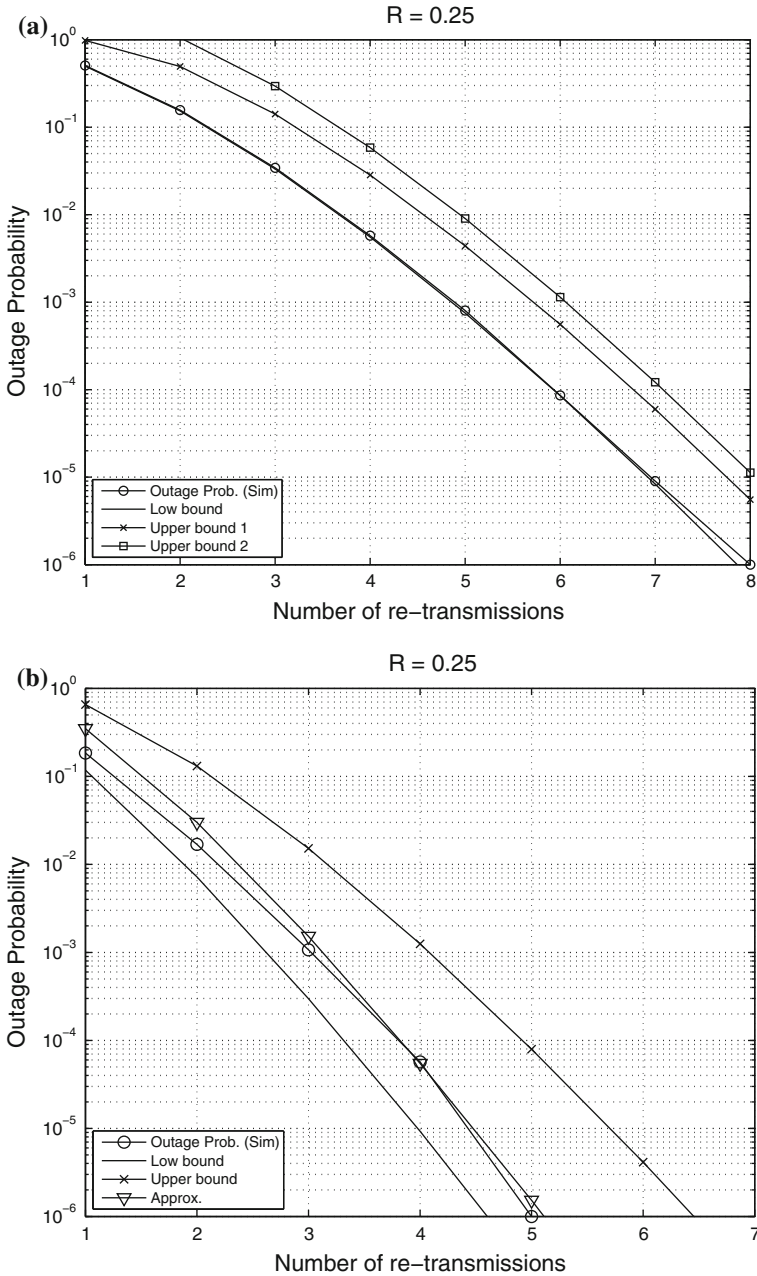 (a)
R = 0.25
10^0
10^-1
10^-2
10^-3
10^-4
10^-5
10^-6
Outage Probability
Outage Prob. (Sim)
Low bound
Upper bound 1
Upper bound 2
1 2 3 4 5 6 7 8
Number of re-transmissions
(b)
R = 0.25
10^0
10^-1
10^-2
10^-3
10^-4
10^-5
10^-6
Outage Probability
Outage Prob. (Sim)
Low bound
Upper bound
Approx.
1 2 3 4 5 6 7
Number of re-transmissions